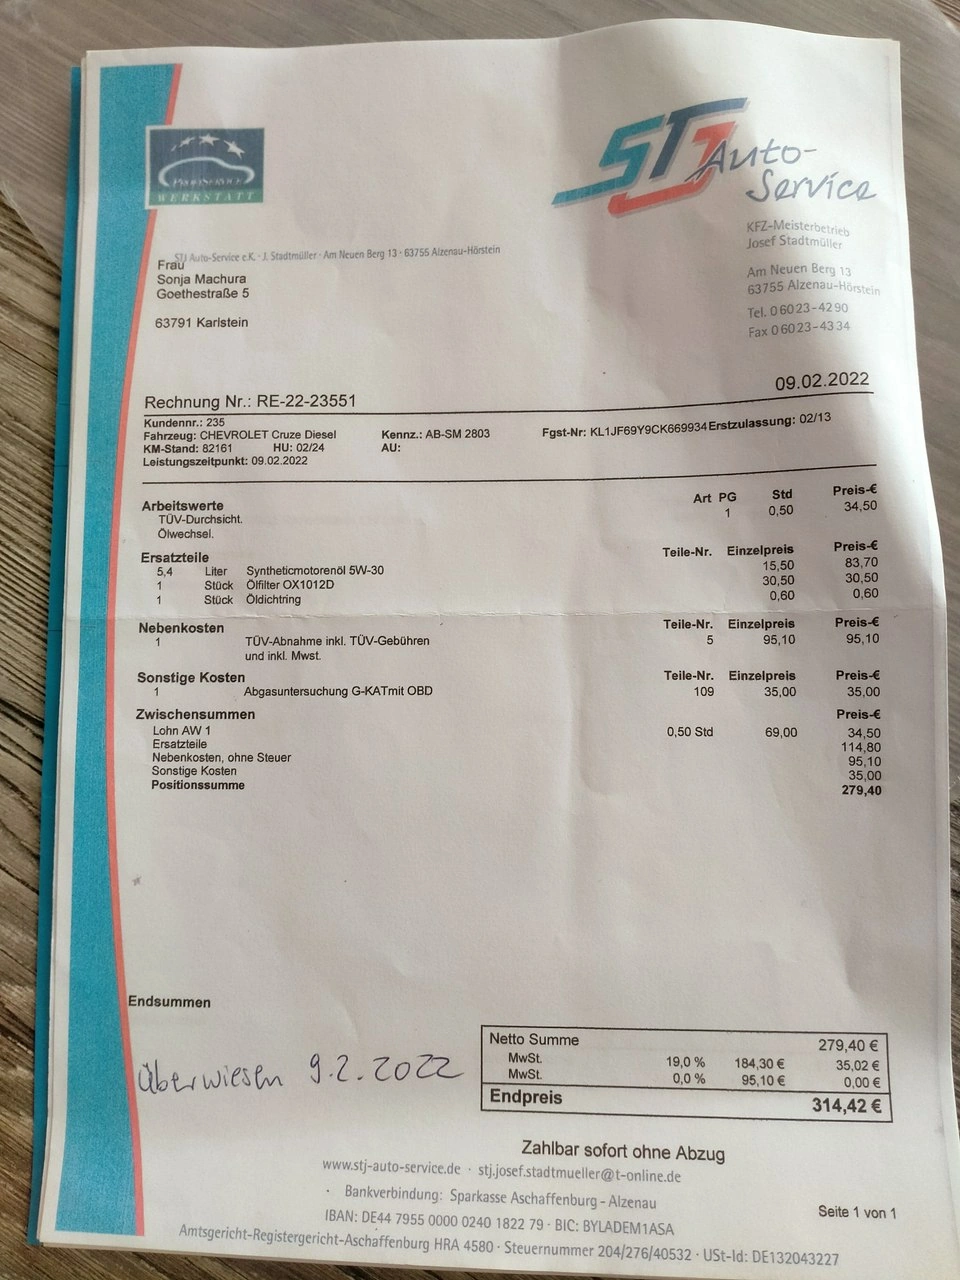 STJ Auto-
Service
PROFI SERVICE
WERKSTATT
KFZ-Meisterbetrieb
Josef Stadtmüller
Am Neuen Berg 13
63755 Alzenau-Hörstein
Tel. 0 60 23 - 42 90
Fax 0 60 23 - 43 34
STJ Auto-Service e.K. · J. Stadtmüller · Am Neuen Berg 13 · 63755 Alzenau-Hörstein
Frau
Sonja Machura
Goethestraße 5
63791 Karlstein
09.02.2022
Rechnung Nr.: RE-22-23551
Kundennr.: 235
Fahrzeug: CHEVROLET Cruze Diesel Kennz.: AB-SM 2803 Fgst-Nr: KL1JF69Y9CK669934 Erstzulassung: 02/13
KM-Stand: 82161 HU: 02/24 AU:
Leistungszeitpunkt: 09.02.2022
Arbeitswerte Art PG Std Preis-€
TÜV-Durchsicht. 1 0,50 34,50
Ölwechsel.
Ersatzteile Teile-Nr. Einzelpreis Preis-€
5,4 Liter Syntheticmotorenöl 5W-30 15,50 83,70
1 Stück Ölfilter OX1012D 30,50 30,50
1 Stück Öldichtring 0,60 0,60
Nebenkosten Teile-Nr. Einzelpreis Preis-€
1 TÜV-Abnahme inkl. TÜV-Gebühren 5 95,10 95,10
und inkl. Mwst.
Sonstige Kosten Teile-Nr. Einzelpreis Preis-€
1 Abgasuntersuchung G-KATmit OBD 109 35,00 35,00
Zwischensummen Preis-€
Lohn AW 1 0,50 Std 69,00 34,50
Ersatzteile 114,80
Nebenkosten, ohne Steuer 95,10
Sonstige Kosten 35,00
Positionssumme 279,40
Endsummen
Überwiesen 9.2.2022
Netto Summe 279,40 €
MwSt. 19,0 % 184,30 € 35,02 €
MwSt. 0,0 % 95,10 € 0,00 €
Endpreis 314,42 €
Zahlbar sofort ohne Abzug
www.stj-auto-service.de · stj.josef.stadtmueller@t-online.de
· Bankverbindung: Sparkasse Aschaffenburg - Alzenau
IBAN: DE44 7955 0000 0240 1822 79 · BIC: BYLADEM1ASA
Seite 1 von 1
Amtsgericht-Registergericht-Aschaffenburg HRA 4580 · Steuernummer 204/276/40532 · USt-Id: DE132043227